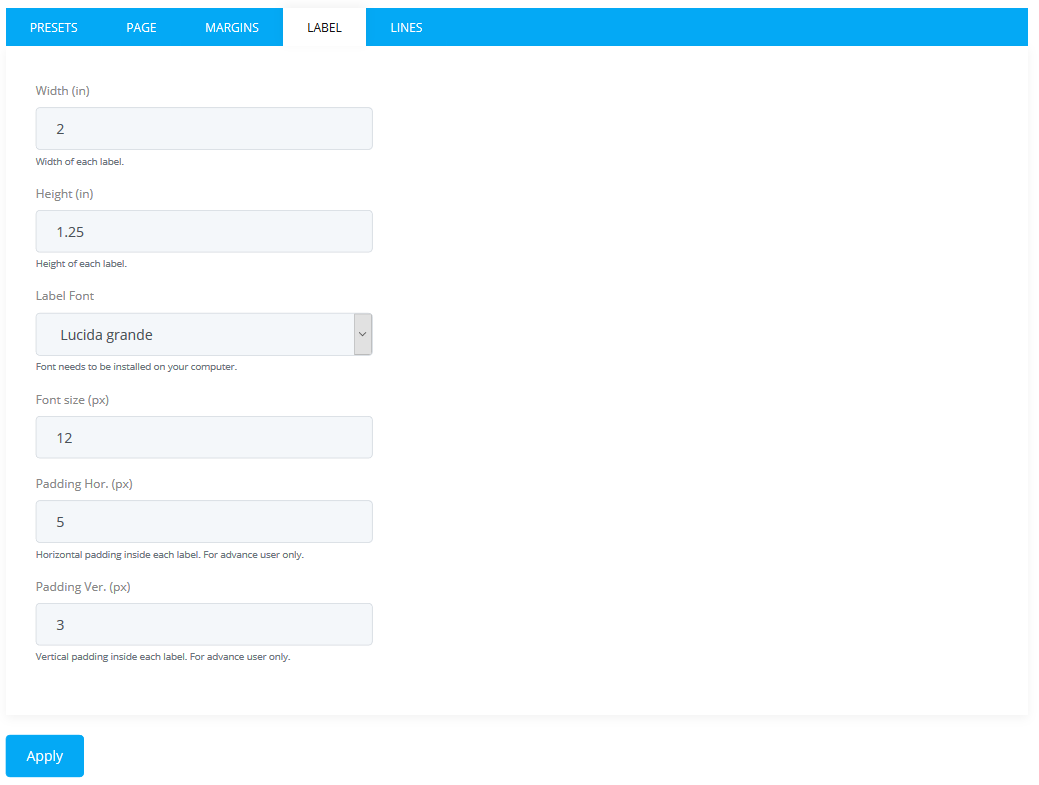 PRESETS PAGE MARGINS LABEL LINES
Width (in)
2
Width of each label.
Height (in)
1.25
Height of each label.
Label Font
Lucida grande
Font needs to be installed on your computer.
Font size (px)
12
Padding Hor. (px)
5
Horizontal padding inside each label. For advance user only.
Padding Ver. (px)
3
Vertical padding inside each label. For advance user only.
Apply